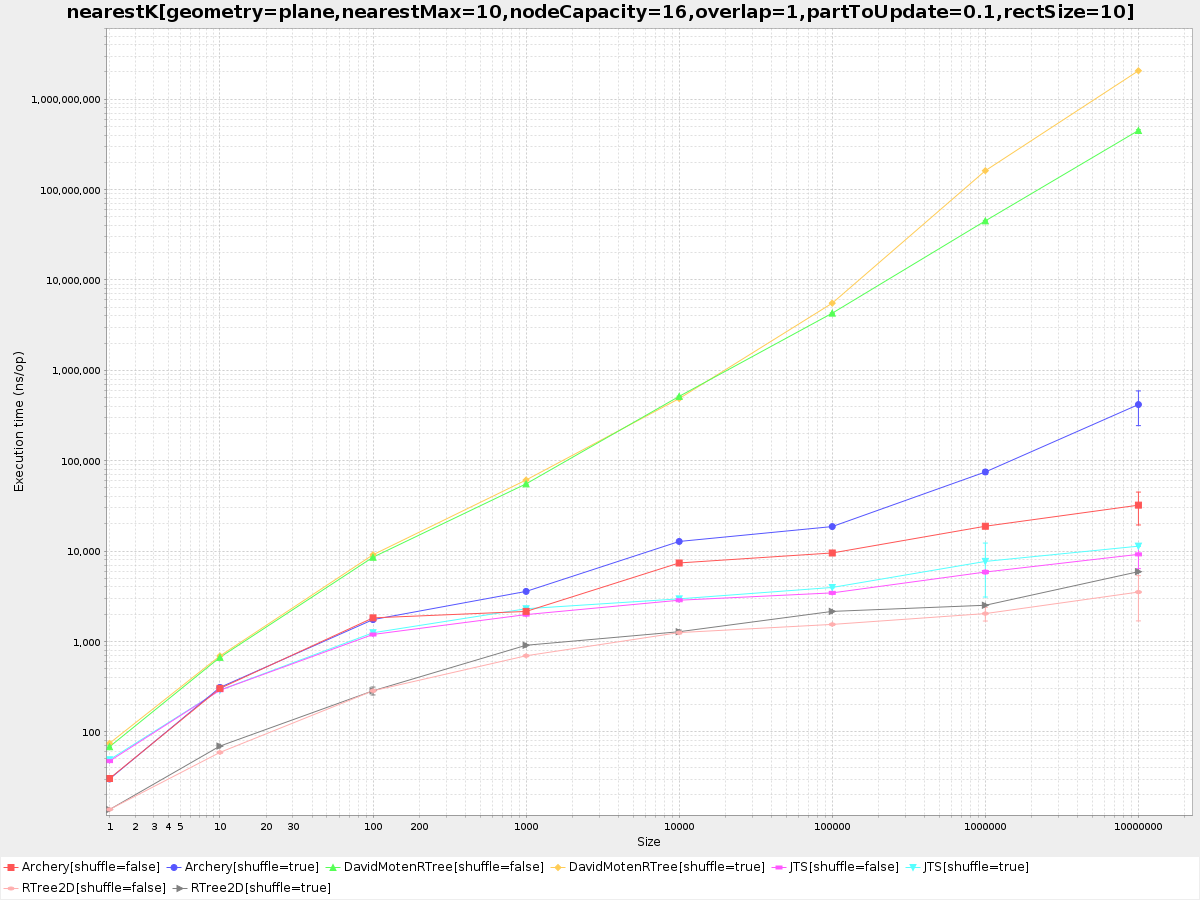 nearestK[geometry=plane,nearestMax=10,nodeCapacity=16,overlap=1,partToUpdate=0.1,rectSize=10]
Execution time (ns/op)
1,000,000,000
100,000,000
10,000,000
1,000,000
100,000
10,000
1,000
100
1 2 3 4 5 10 20 30 100 200 1000 10000 100000 1000000 10000000
Size
Archery[shuffle=false] Archery[shuffle=true] DavidMotenRTree[shuffle=false] DavidMotenRTree[shuffle=true] JTS[shuffle=false] JTS[shuffle=true]
RTree2D[shuffle=false] RTree2D[shuffle=true]